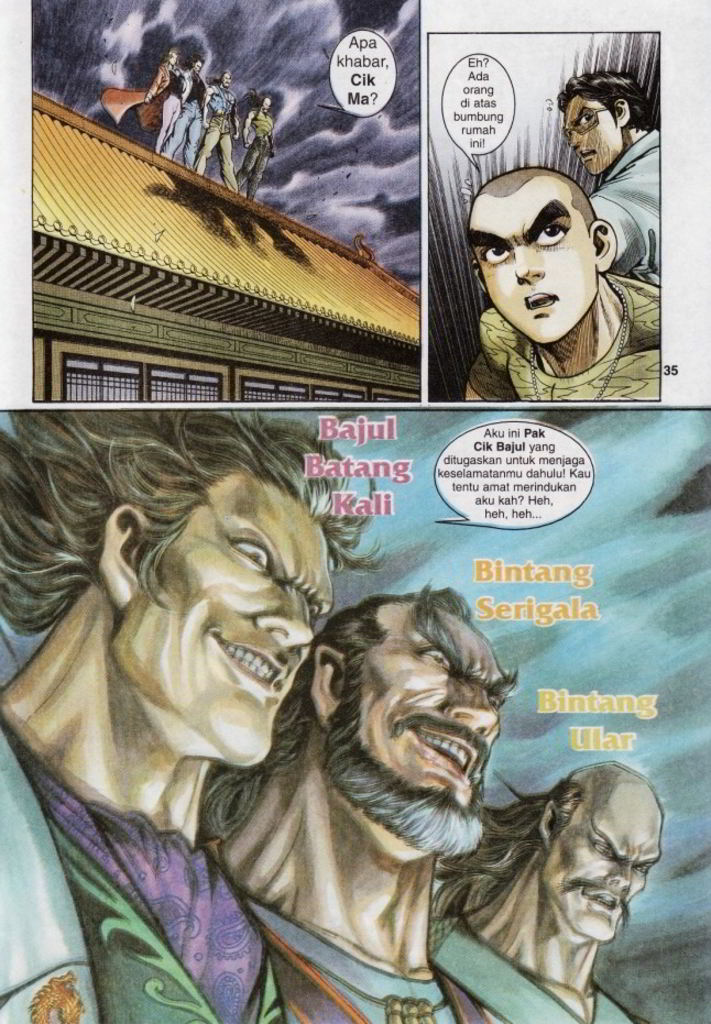 Apa
khabar,
Cik
Ma?
Eh?
Ada
orang
di atas
bumbung
rumah
ini!
35
Bajul
Batang
Kali
Aku ini Pak
Cik Bajul yang
ditugaskan untuk menjaga
keselamatanmu dahulu! Kau
tentu amat merindukan
aku kah? Heh,
heh, heh...
Bintang
Serigala
Bintang
Ular